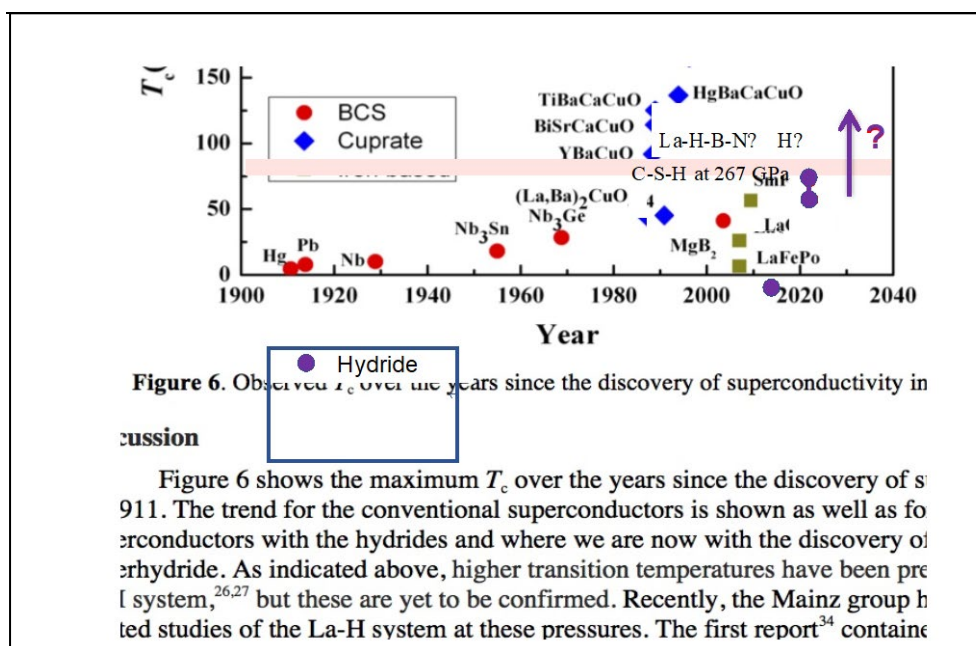 150
100
50
0
BCS
Cuprate
TiBaCaCuO
HgBaCaCuO
BiSrCaCuO
La-H-B-N? H?
?
YBaCuO
C-S-H at 267 GPa
(La,Ba)2CuO 4
Nb3Ge
Nb3Sn
MgB2
LaFePo
Hg
Pb
Nb
1900 1920 1940 1960 1980 2000 2020 2040
Year
Hydride
Figure 6. Observed Tc over the years since the discovery of superconductivity in
cussion
Figure 6 shows the maximum Tc over the years since the discovery of
911. The trend for the conventional superconductors is shown as well as fo
erconductors with the hydrides and where we are now with the discovery of
erhydride. As indicated above, higher transition temperatures have been pre
system,26,27 but these are yet to be confirmed. Recently, the Mainz group h
ted studies of the La-H system at these pressures. The first report34 containe